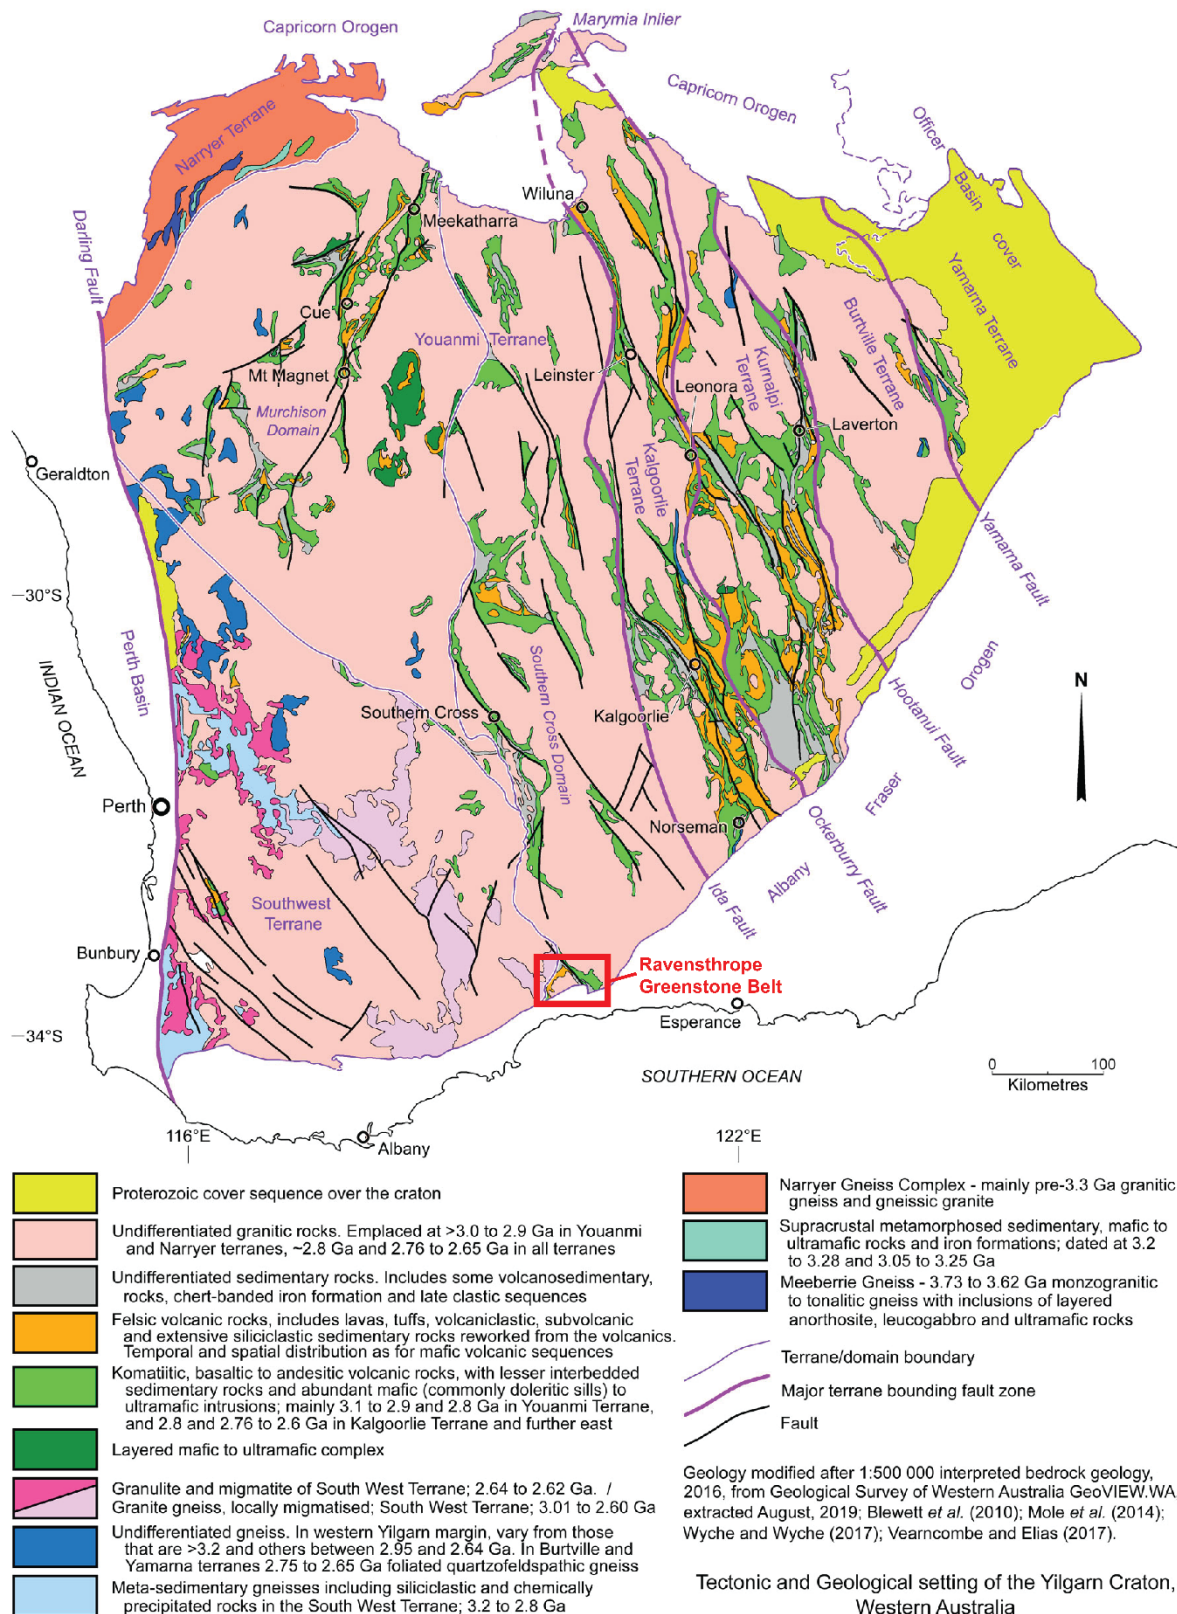 Capricorn Orogen
Marymia Inlier
Capricorn Orogen
Officer
Basin
cover
Narryer Terrane
Darling Fault
Meekatharra
Wiluna
Cue
Youanmi Terrane
Mt Magnet
Murchison
Domain
Leinster
Leonora
Kurnalpi
Terrane
Burtville Terrane
Yamarna Terrane
Laverton
Kalgoorlie
Terrane
Geraldton
Yamarna Fault
30°S
Perth Basin
INDIAN OCEAN
Southern Cross
Southern Cross
Domain
Kalgoorlie
Hootanui Fault
Orogen
Fraser
Albany
N
Perth
Norseman
Ockerburry Fault
Ida Fault
Southwest
Terrane
Bunbury
Ravensthrope
Greenstone Belt
Esperance
34°S
SOUTHERN OCEAN
0 100
Kilometres
116°E
122°E
Albany
Proterozoic cover sequence over the craton
Undifferentiated granitic rocks. Emplaced at >3.0 to 2.9 Ga in Youanmi
and Narryer terranes, ~2.8 Ga and 2.76 to 2.65 Ga in all terranes
Undifferentiated sedimentary rocks. Includes some volcanosedimentary,
rocks, chert-banded iron formation and late clastic sequences
Felsic volcanic rocks, includes lavas, tuffs, volcaniclastic, subvolcanic
and extensive siliciclastic sedimentary rocks reworked from the volcanics.
Temporal and spatial distribution as for mafic volcanic sequences
Komatiitic, basaltic to andesitic volcanic rocks, with lesser interbedded
sedimentary rocks and abundant mafic (commonly doleritic sills) to
ultramafic intrusions; mainly 3.1 to 2.9 and 2.8 Ga in Youanmi Terrane,
and 2.8 and 2.76 to 2.6 Ga in Kalgoorlie Terrane and further east
Layered mafic to ultramafic complex
Granulite and migmatite of South West Terrane; 2.64 to 2.62 Ga. /
Granite gneiss, locally migmatised; South West Terrane; 3.01 to 2.60 Ga
Undifferentiated gneiss. In western Yilgarn margin, vary from those
that are >3.2 and others between 2.95 and 2.64 Ga. In Burtville and
Yamarna terranes 2.75 to 2.65 Ga foliated quartzofeldspathic gneiss
Meta-sedimentary gneisses including siliciclastic and chemically
precipitated rocks in the South West Terrane; 3.2 to 2.8 Ga
Narryer Gneiss Complex - mainly pre-3.3 Ga granitic
gneiss and gneissic granite
Supracrustal metamorphosed sedimentary, mafic to
ultramafic rocks and iron formations; dated at 3.2
to 3.28 and 3.05 to 3.25 Ga
Meeberrie Gneiss - 3.73 to 3.62 Ga monzogranitic
to tonalitic gneiss with inclusions of layered
anorthosite, leucogabbro and ultramafic rocks
Terrane/domain boundary
Major terrane bounding fault zone
Fault
Geology modified after 1:500 000 interpreted bedrock geology,
2016, from Geological Survey of Western Australia GeoVIEW.WA,
extracted August, 2019; Blewett et al. (2010); Mole et al. (2014);
Wyche and Wyche (2017); Vearncombe and Elias (2017).
Tectonic and Geological setting of the Yilgarn Craton,
Western Australia